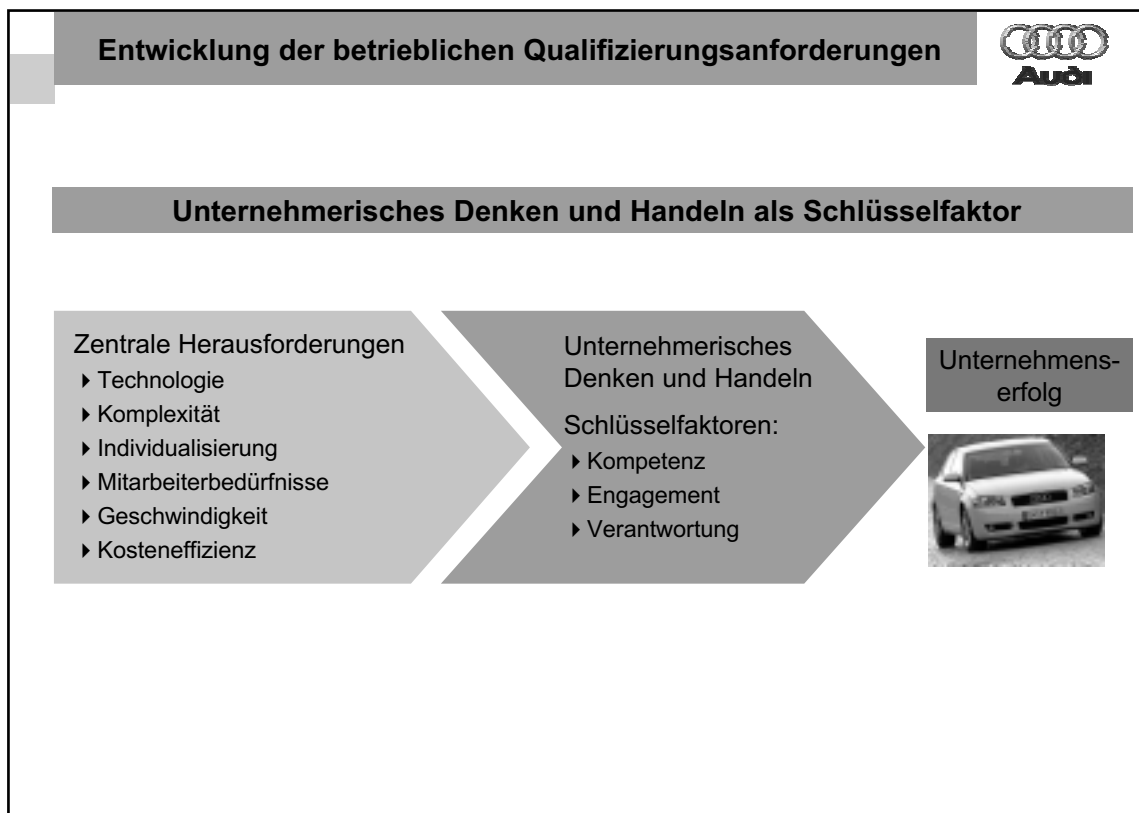 Entwicklung der betrieblichen Qualifizierungsanforderungen
Audi
Unternehmerisches Denken und Handeln als Schlüsselfaktor
Zentrale Herausforderungen
Technologie
Komplexität
Individualisierung
Mitarbeiterbedürfnisse
Geschwindigkeit
Kosteneffizienz
Unternehmerisches
Denken und Handeln
Schlüsselfaktoren:
Kompetenz
Engagement
Verantwortung
Unternehmens-
erfolg